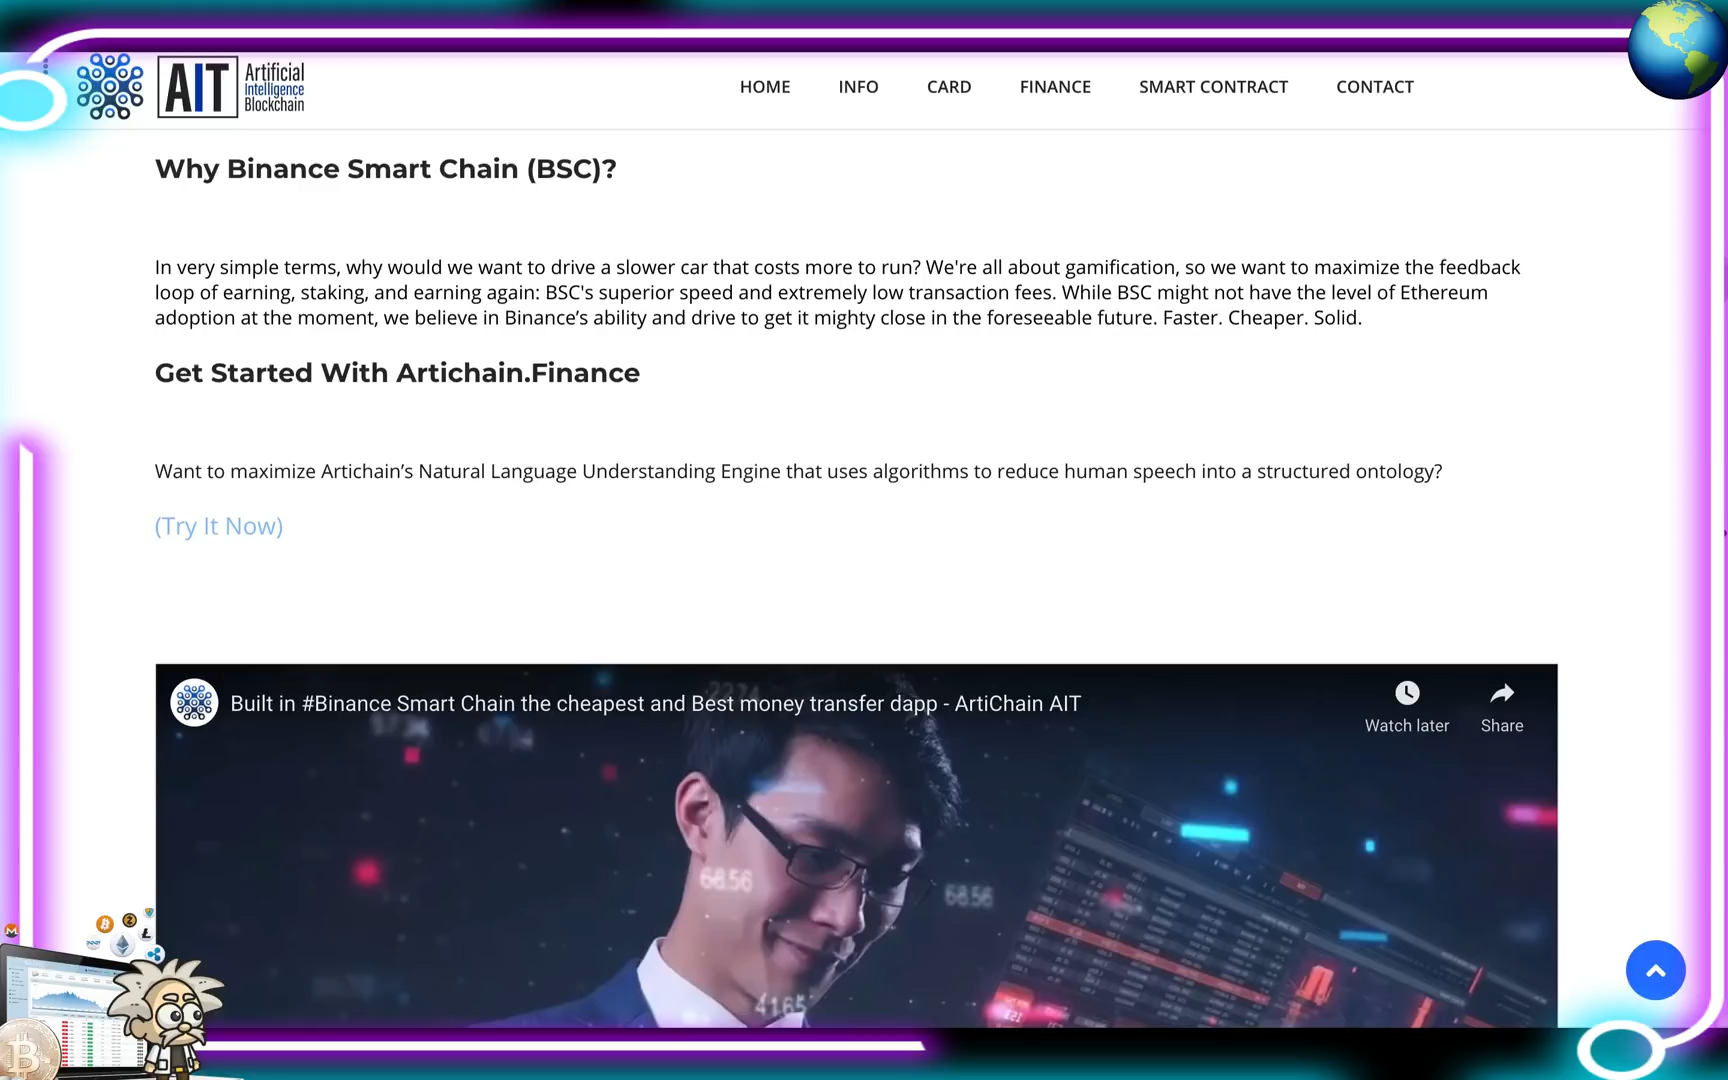 AIT Artificial
Intelligence
Blockchain
HOME INFO CARD FINANCE SMART CONTRACT CONTACT
Why Binance Smart Chain (BSC)?
In very simple terms, why would we want to drive a slower car that costs more to run? We're all about gamification, so we want to maximize the feedback
loop of earning, staking, and earning again: BSC's superior speed and extremely low transaction fees. While BSC might not have the level of Ethereum
adoption at the moment, we believe in Binance’s ability and drive to get it mighty close in the foreseeable future. Faster. Cheaper. Solid.
Get Started With Artichain.Finance
Want to maximize Artichain’s Natural Language Understanding Engine that uses algorithms to reduce human speech into a structured ontology?
(Try It Now)
Built in #Binance Smart Chain the cheapest and Best money transfer dapp - ArtiChain AIT
Watch later Share
2274
68.56
68.56
4165